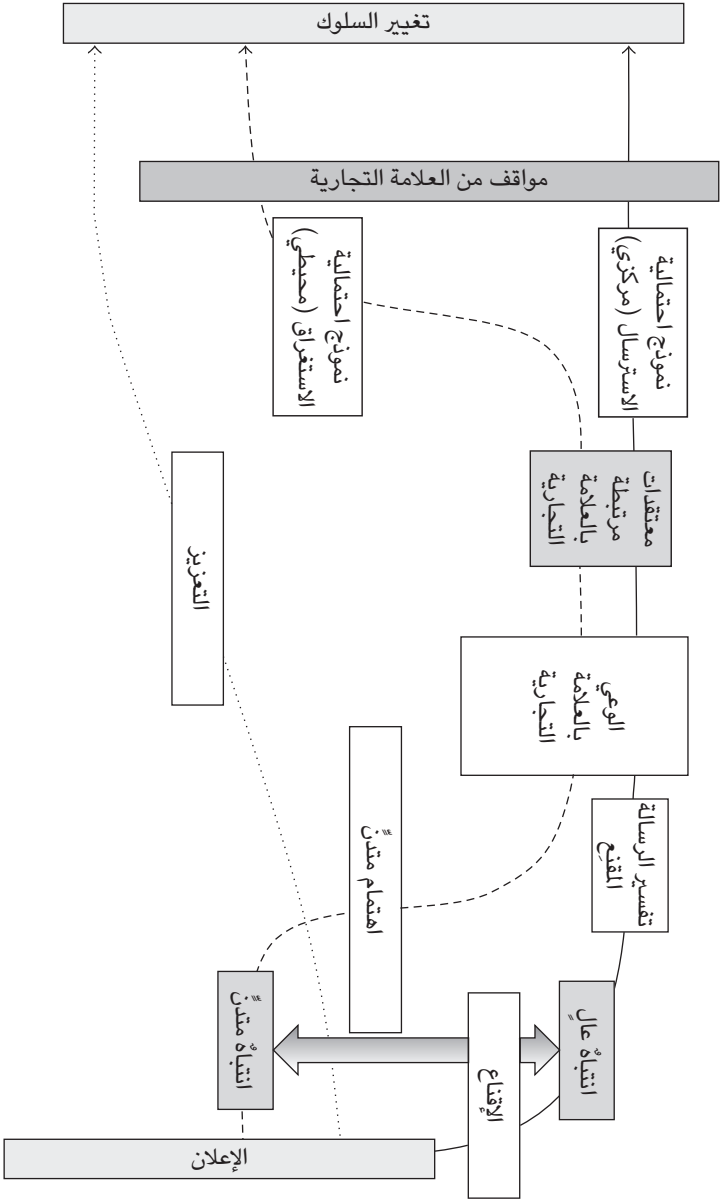 تغيير السلوك
مواقف من العلامة التجارية
نموذج احتمالية
الاسترسال (مركزي)
نموذج احتمالية
الاستغراق (محيطي)
معتقدات
مرتبطة
بالعلامة
التجارية
التعزيز
الوعي
بالعلامة
التجارية
تفسير الرسالة
المقنِع
اهتمام متدنٍّ
انتباهٌ عالٍ
انتباهٌ متدنٍّ
الإقناع
الإعلان